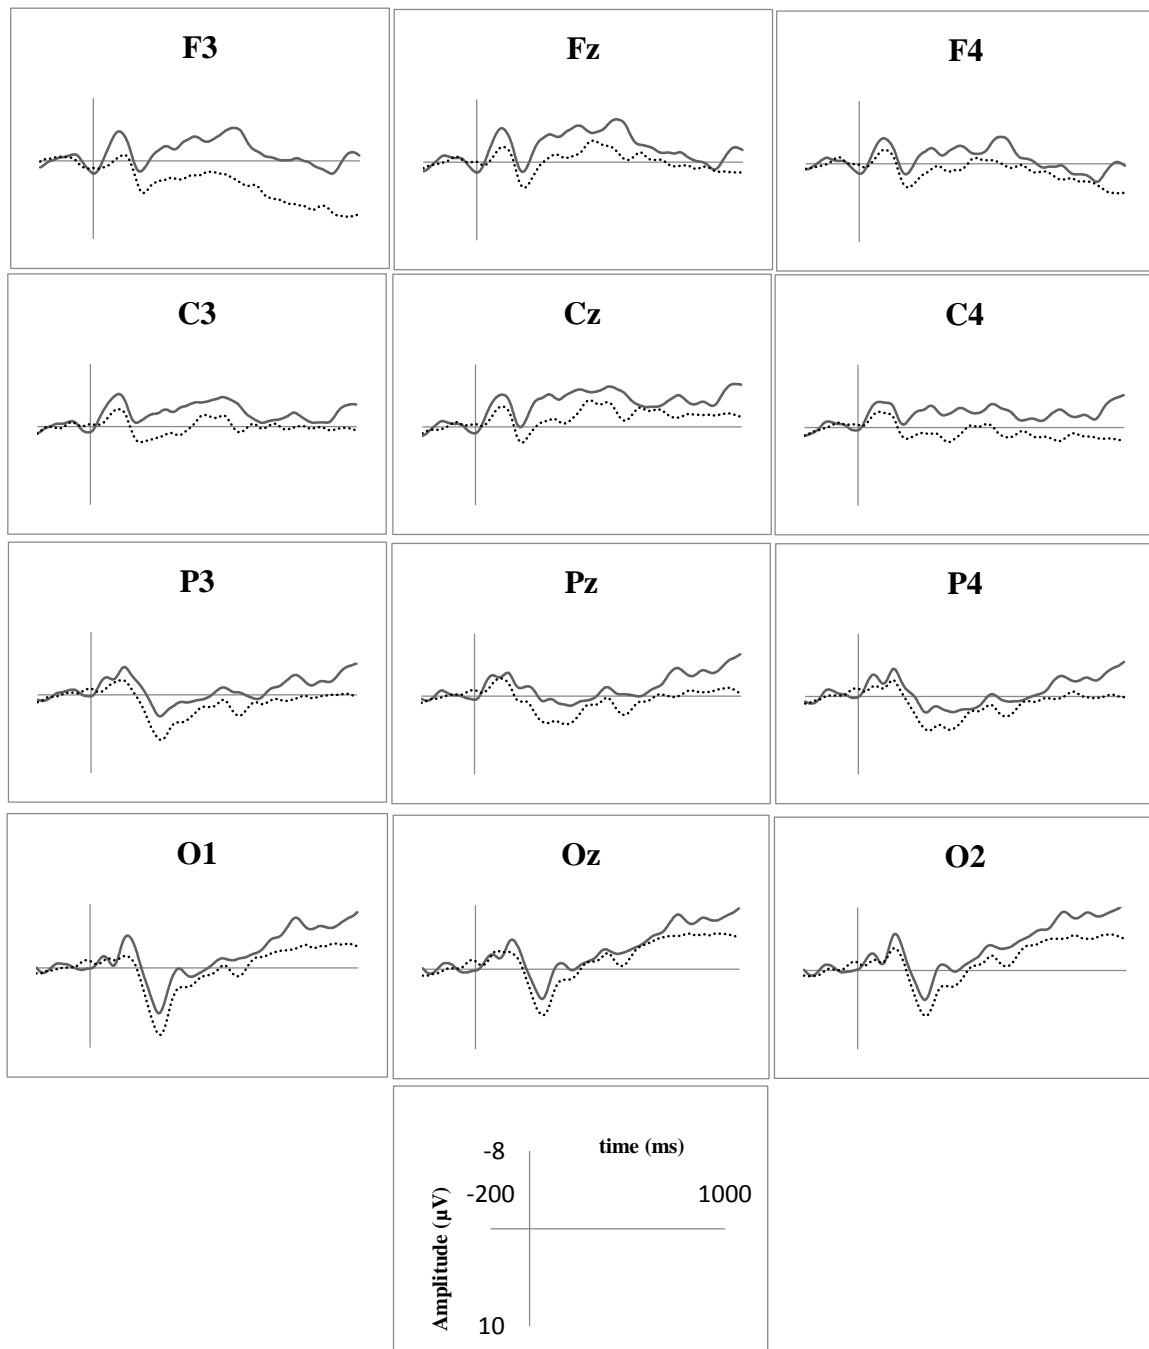 F3
Fz
F4
C3
Cz
C4
P3
Pz
P4
O1
Oz
O2
time (ms)
-8
-200
1000
Amplitude (μV)
10